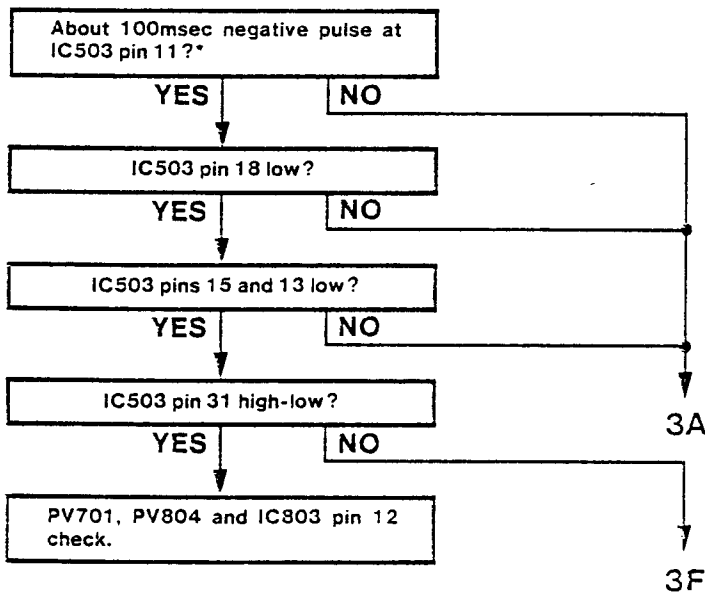 About 100msec negative pulse at
IC503 pin 11?*
YES NO
IC503 pin 18 low?
YES NO
IC503 pins 15 and 13 low?
YES NO
3A
IC503 pin 31 high-low?
YES NO
PV701, PV804 and IC803 pin 12
check.
3F